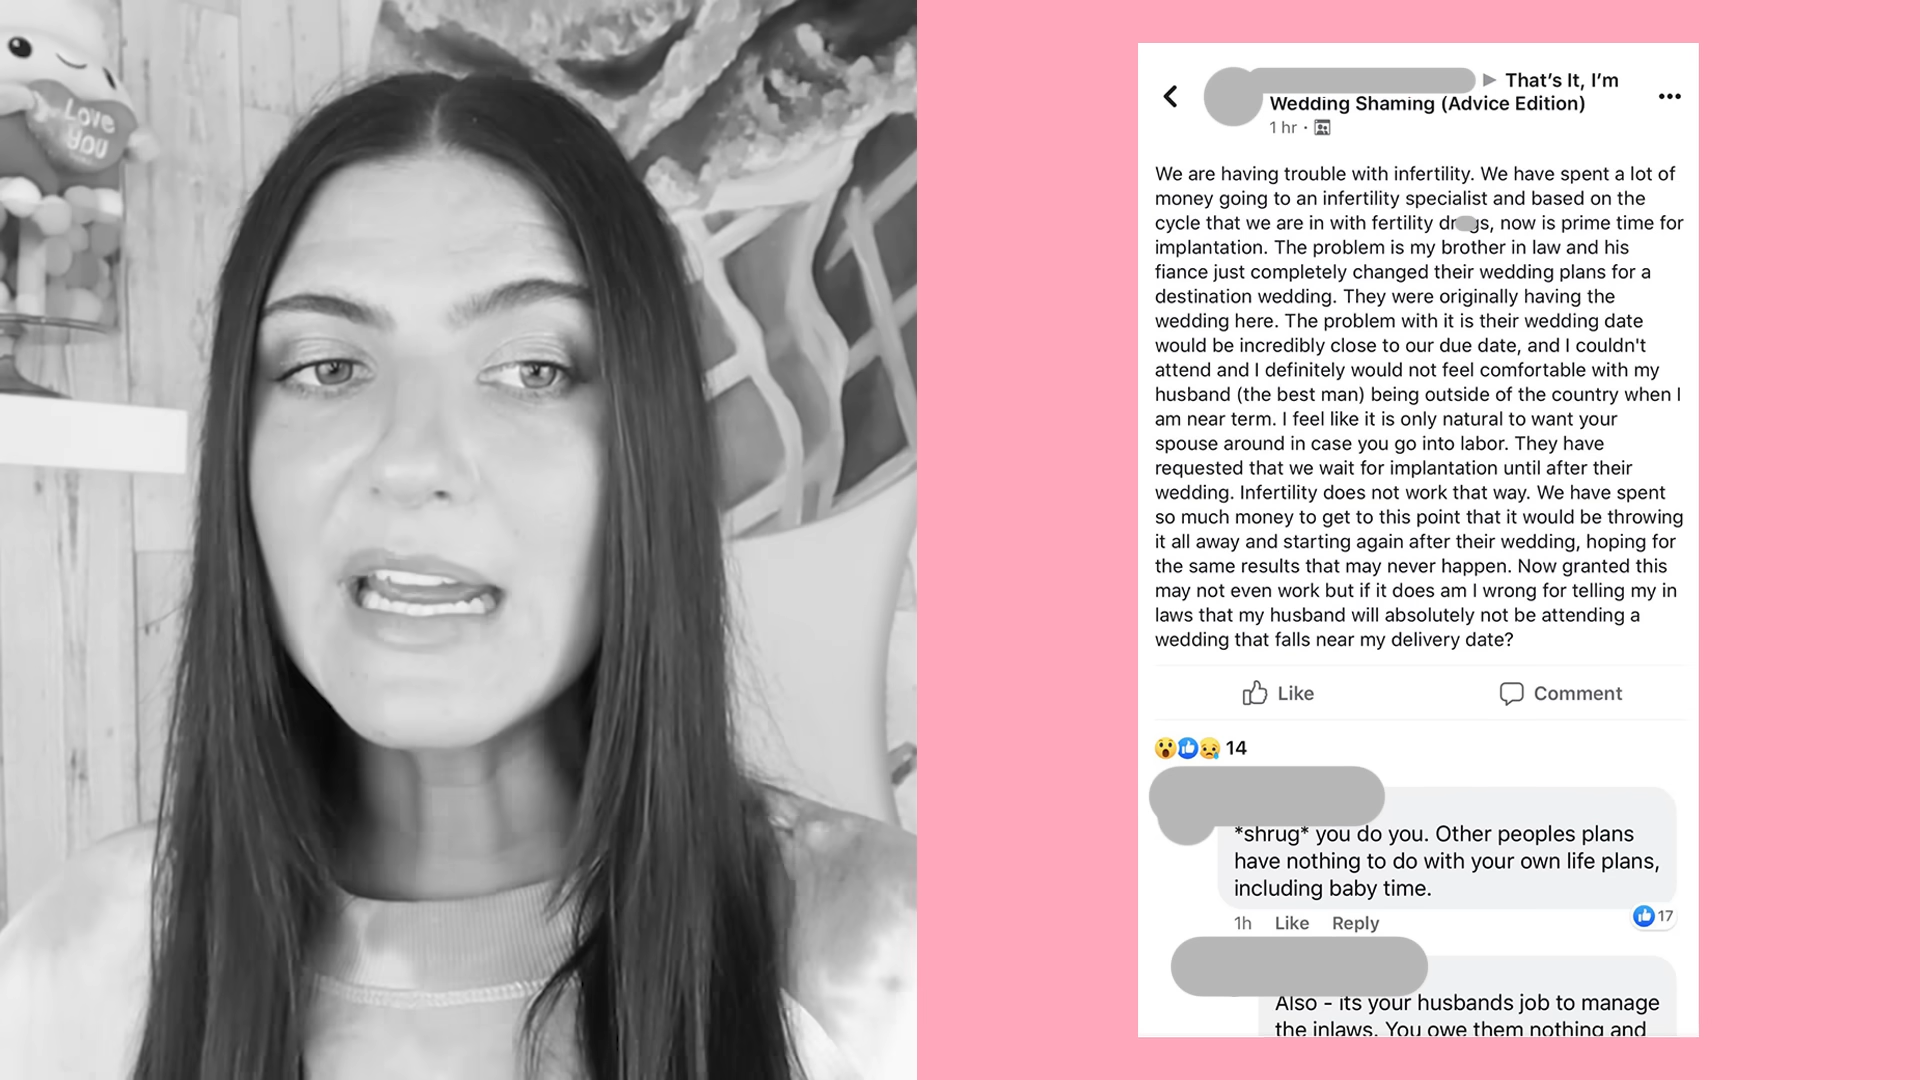 Love
you
That's It, I'm
Wedding Shaming (Advice Edition)
1 hr ·
We are having trouble with infertility. We have spent a lot of
money going to an infertility specialist and based on the
cycle that we are in with fertility dr gs, now is prime time for
implantation. The problem is my brother in law and his
fiance just completely changed their wedding plans for a
destination wedding. They were originally having the
wedding here. The problem with it is their wedding date
would be incredibly close to our due date, and I couldn't
attend and I definitely would not feel comfortable with my
husband (the best man) being outside of the country when I
am near term. I feel like it is only natural to want your
spouse around in case you go into labor. They have
requested that we wait for implantation until after their
wedding. Infertility does not work that way. We have spent
so much money to get to this point that it would be throwing
it all away and starting again after their wedding, hoping for
the same results that may never happen. Now granted this
may not even work but if it does am I wrong for telling my in
laws that my husband will absolutely not be attending a
wedding that falls near my delivery date?
Like Comment
14
*shrug* you do you. Other peoples plans
have nothing to do with your own life plans,
including baby time.
1h Like Reply 17
Also - its your husbands job to manage
the inlaws. You owe them nothing and